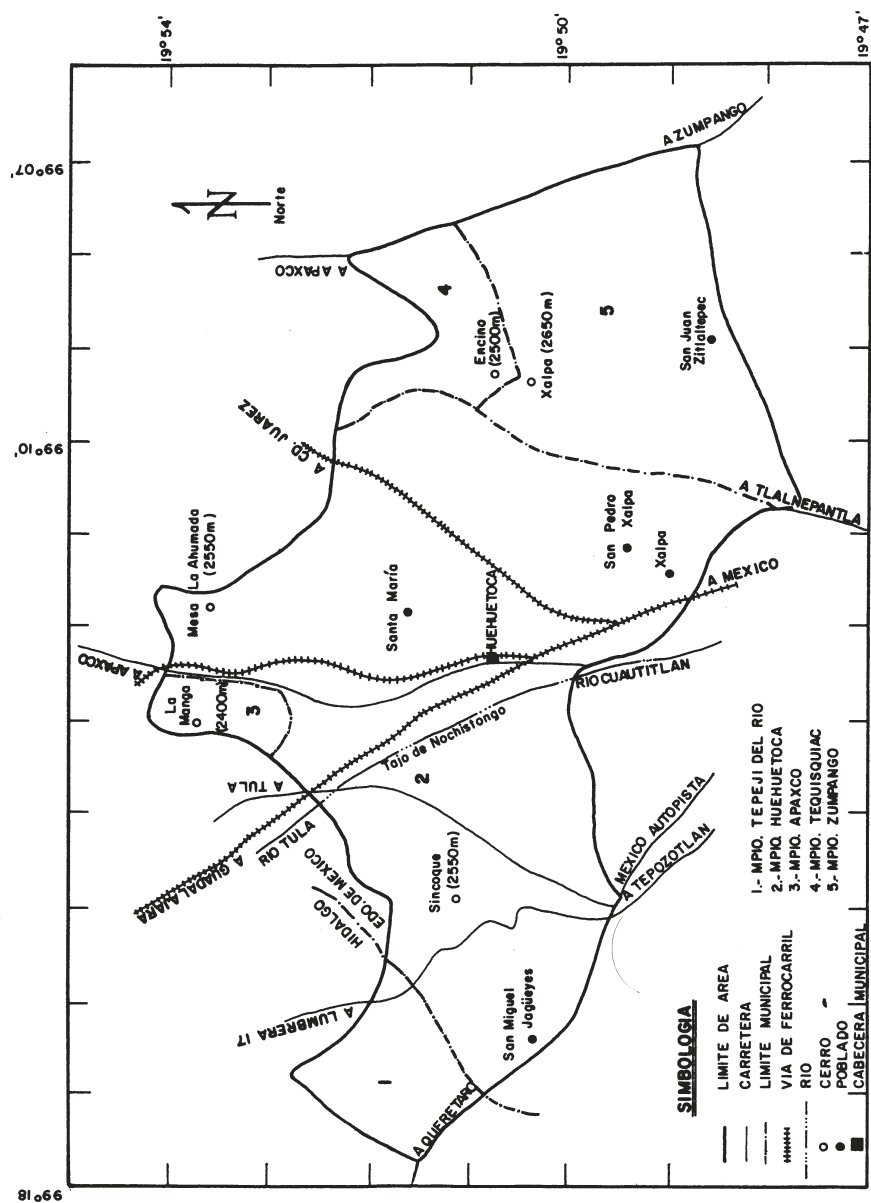 19° 54'
19° 50'
19° 47'
99° 07'
99° 10'
99° 18'
N
Norte
A ZUMPANGO
A APAXCO
4
Encino
(2500m)
Xalpa (2650m)
5
San Juan
Zitlaltepec
A CD. JUAREZ
A TLALNEPANTLA
San Pedro
Xalpa
Xalpa
A MEXICO
Mesa La Ahumada
(2550m)
Santa María
HUEHUETOCA
APAXCO
La
Manga
(2400m)
3
RIO CUAUTITLAN
Tajo de Nochistongo
2
A TULA
RIO TULA
A GUADALAJARA
EDO. DE MEXICO
HIDALGO
Sincoque
(2550m)
MEXICO AUTOPISTA
A TEPOZOTLAN
A LUMBRERA 17
San Miguel
Jagüeyes
1
A QUERETARO
SIMBOLOGIA
LIMITE DE AREA
CARRETERA
LIMITE MUNICIPAL
VIA DE FERROCARRIL
RIO
CERRO
POBLADO
CABECERA MUNICIPAL
1.- MPIO. TEPEJI DEL RIO
2.- MPIO. HUEHUETOCA
3.- MPIO. APAXCO
4.- MPIO. TEQUISQUIAC
5.- MPIO. ZUMPANGO